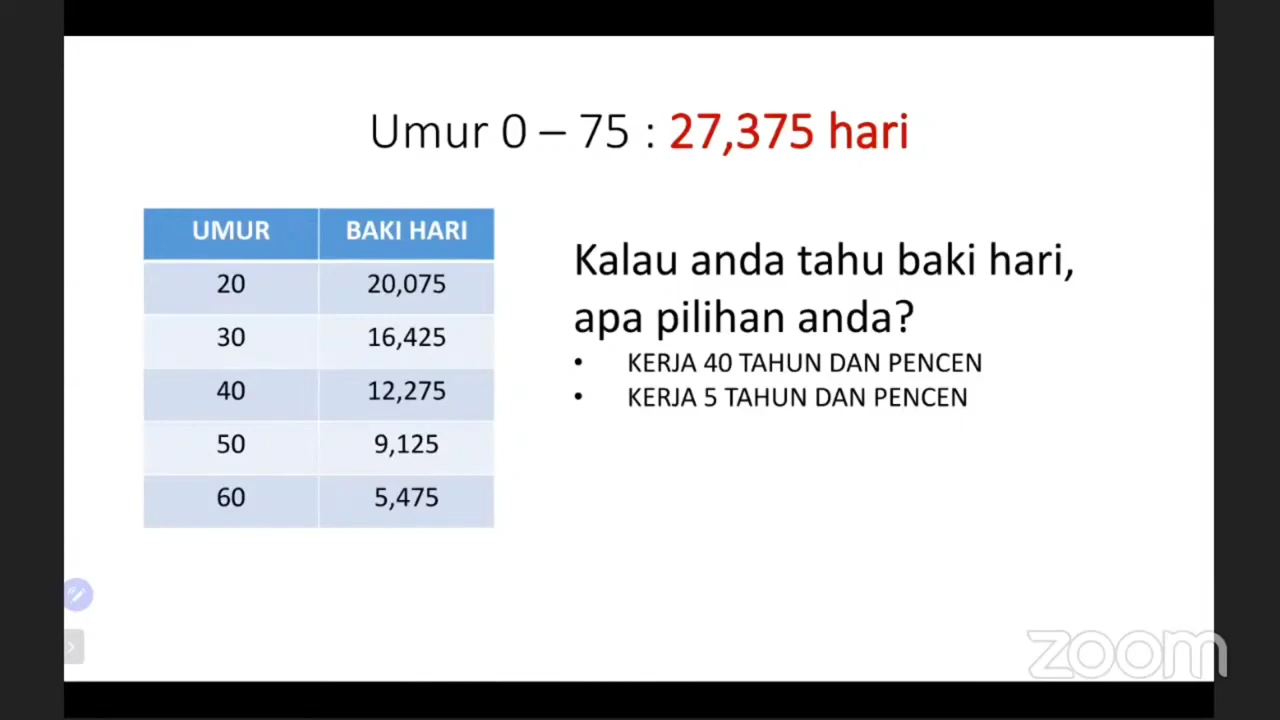 Umur 0 – 75 : 27,375 hari
UMUR BAKI HARI
20 20,075
30 16,425
40 12,275
50 9,125
60 5,475
Kalau anda tahu baki hari,
apa pilihan anda?
• KERJA 40 TAHUN DAN PENCEN
• KERJA 5 TAHUN DAN PENCEN
zoom